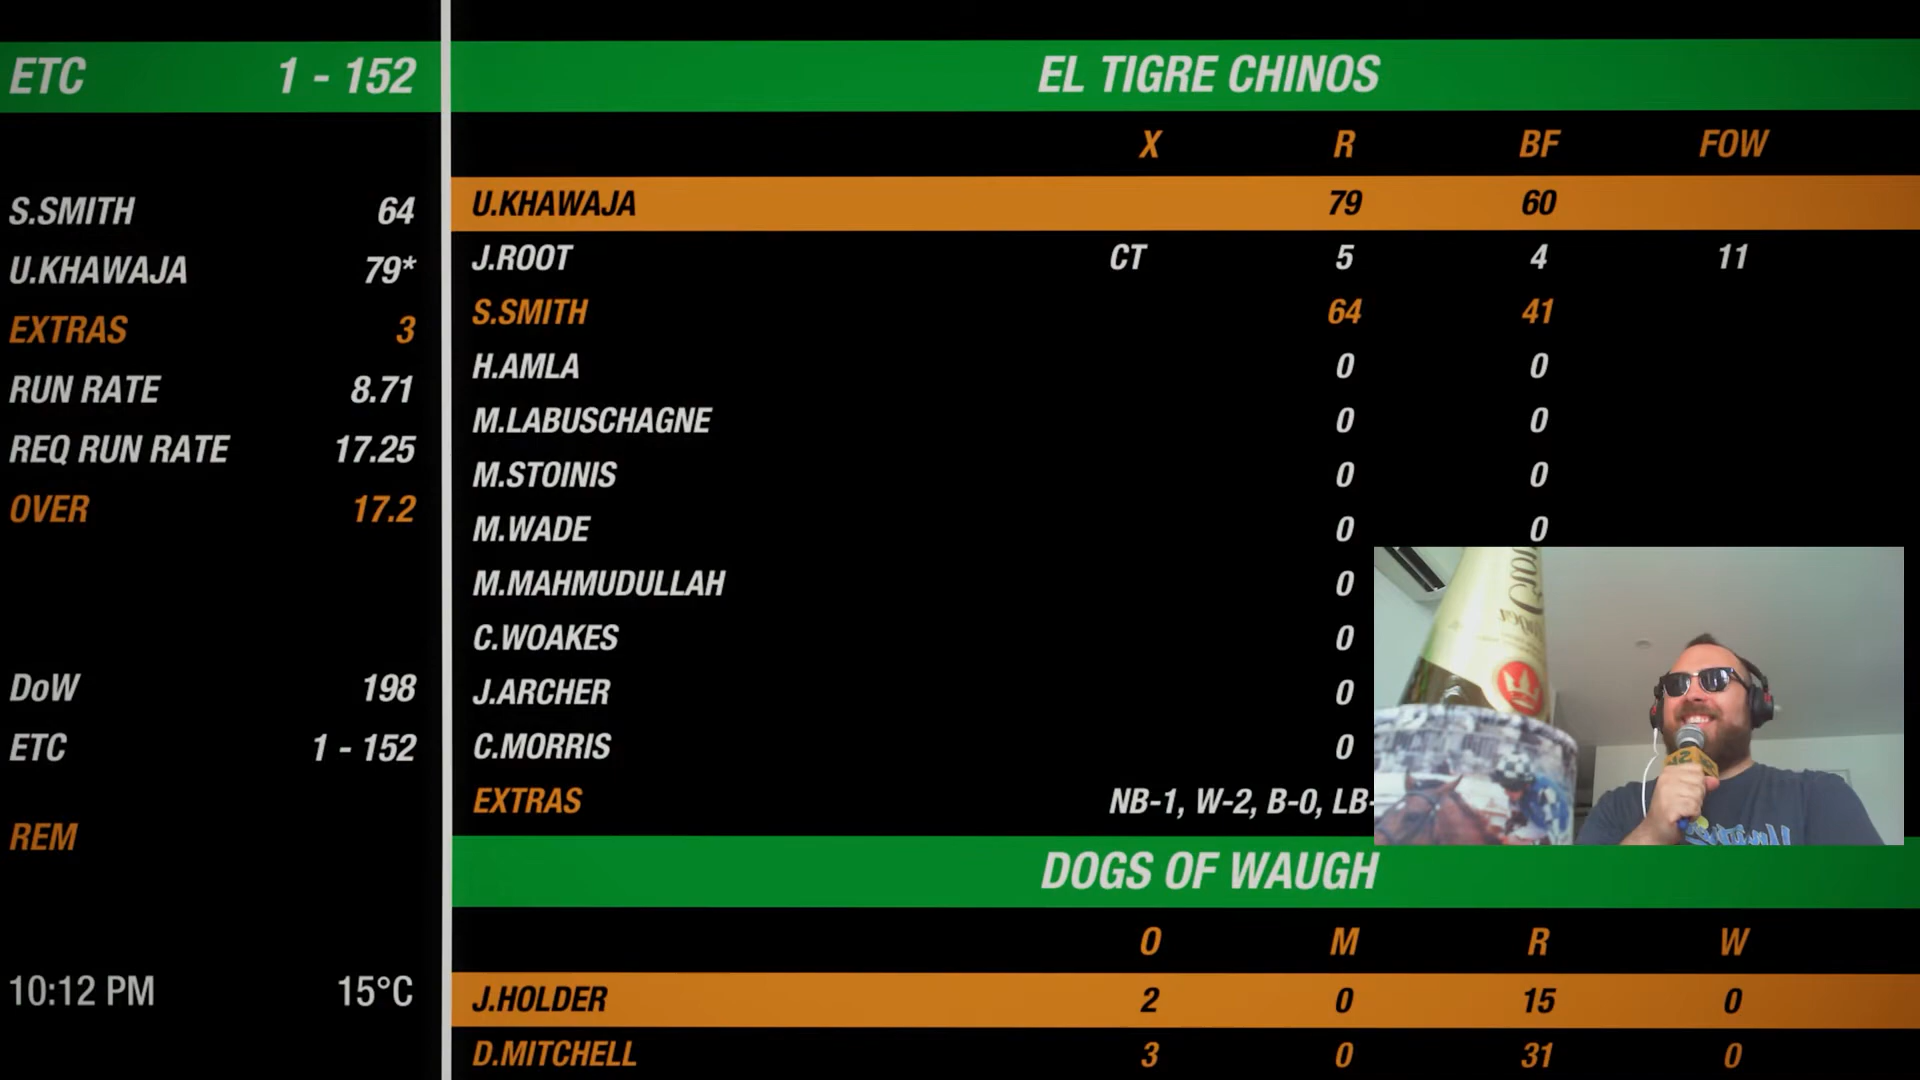 ETC 1 - 152
S.SMITH 64
U.KHAWAJA 79*
EXTRAS 3
RUN RATE 8.71
REQ RUN RATE 17.25
OVER 17.2
DoW 198
ETC 1 - 152
REM
10:12 PM 15°C
EL TIGRE CHINOS
X R BF FOW
U.KHAWAJA 79 60
J.ROOT CT 5 4 11
S.SMITH 64 41
H.AMLA 0 0
M.LABUSCHAGNE 0 0
M.STOINIS 0 0
M.WADE 0 0
M.MAHMUDULLAH 0
C.WOAKES 0
J.ARCHER 0
C.MORRIS 0
EXTRAS NB-1, W-2, B-0, LB-
DOGS OF WAUGH
O M R W
J.HOLDER 2 0 15 0
D.MITCHELL 3 0 31 0